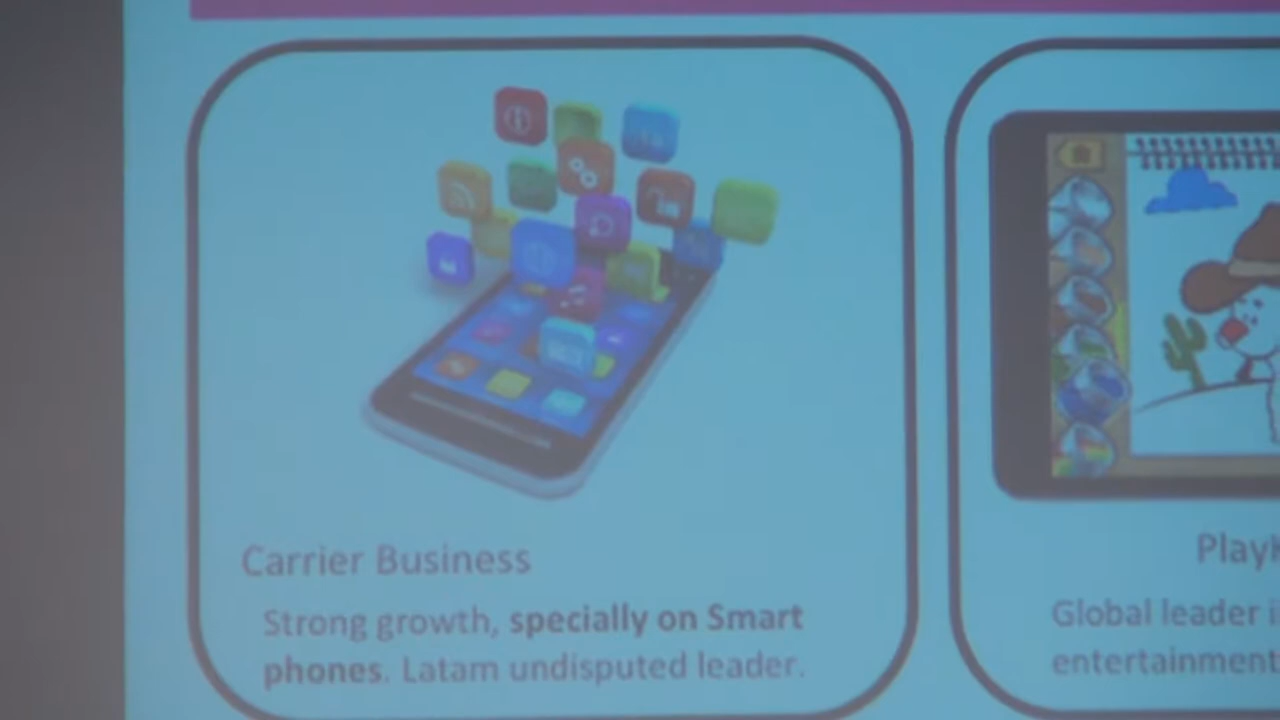 Carrier Business
Strong growth, specially on Smart
phones. Latam undisputed leader.
Global leader
entertainment